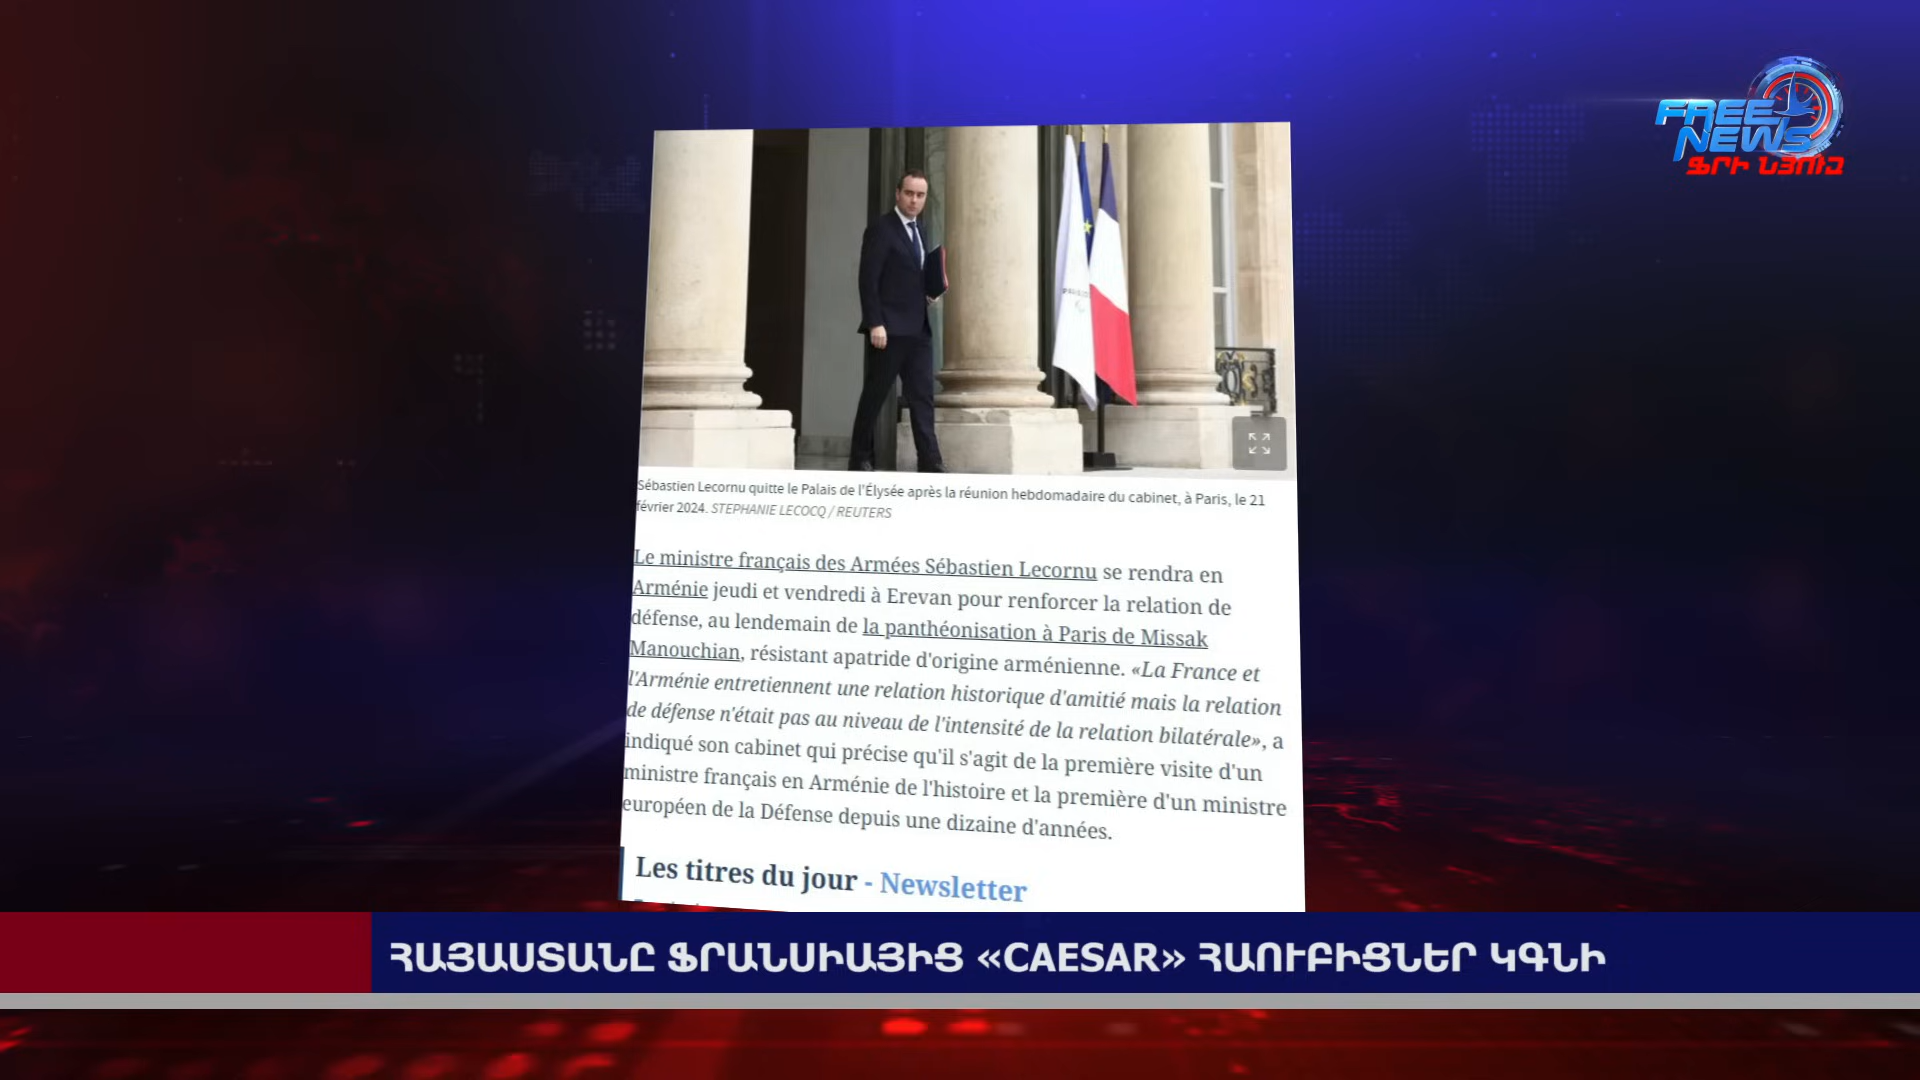 FREE
NEWS
ՖՐԻ ՆՅՈՒԶ
Sébastien Lecornu quitte le Palais de l'Élysée après la réunion hebdomadaire du cabinet, à Paris, le 21
février 2024. STEPHANIE LECOCQ / REUTERS
Le ministre français des Armées Sébastien Lecornu se rendra en
Arménie jeudi et vendredi à Erevan pour renforcer la relation de
défense, au lendemain de la panthéonisation à Paris de Missak
Manouchian, résistant apatride d'origine arménienne. «La France et
l'Arménie entretiennent une relation historique d'amitié mais la relation
de défense n'était pas au niveau de l'intensité de la relation bilatérale», a
indiqué son cabinet qui précise qu'il s'agit de la première visite d'un
ministre français en Arménie de l'histoire et la première d'un ministre
européen de la Défense depuis une dizaine d'années.
Les titres du jour - Newsletter
ՀԱՅԱՍՏԱՆԸ ՖՐԱՆՍԻԱՅԻՑ «CAESAR» ՀԱՈՒԲԻՑՆԵՐ ԿԳՆԻ